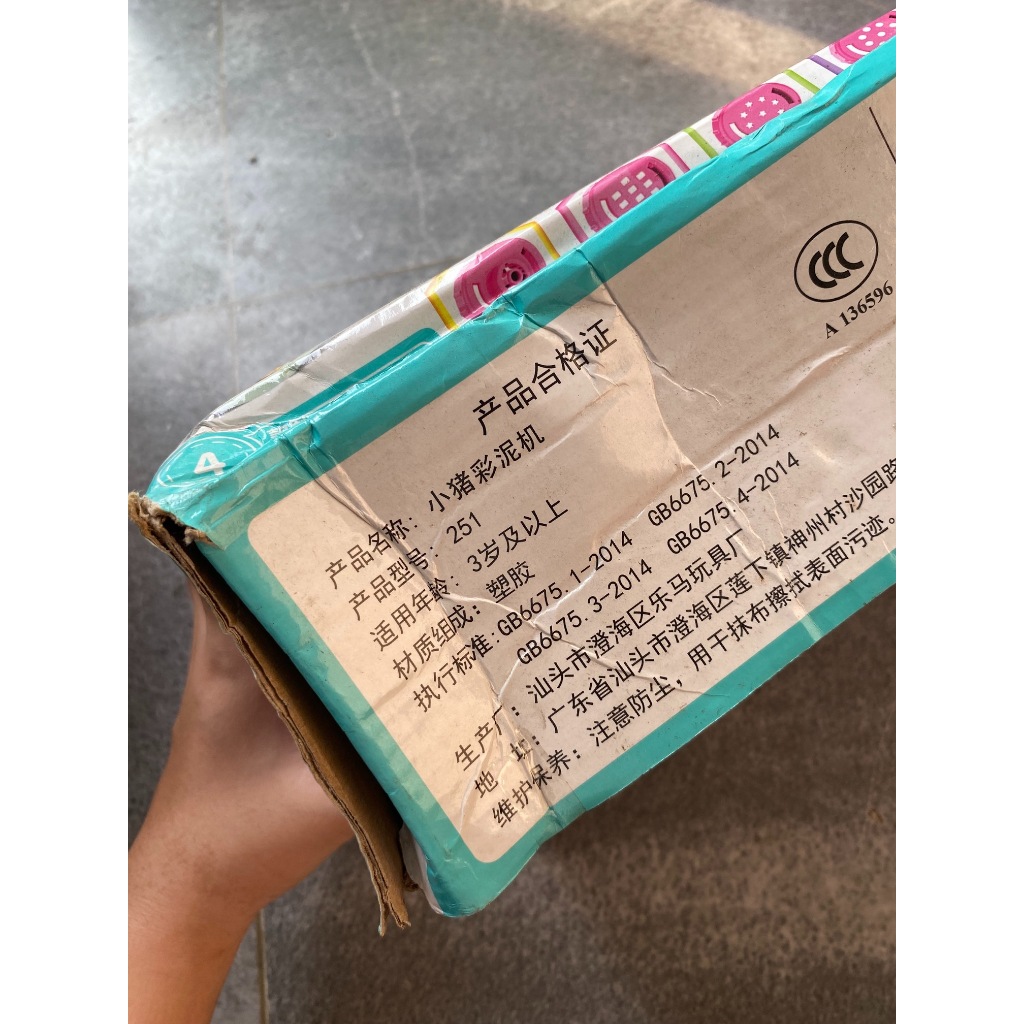 4
CCC
A 136596
产品合格证
产品名称: 小猪彩泥机
产品型号: 251
适用年龄: 3岁及以上
材质组成: 塑胶
执行标准:GB6675.1-2014 GB6675.2-2014
GB6675.3-2014 GB6675.4-2014
生产厂: 汕头市澄海区乐马玩具厂
地 址: 广东省汕头市澄海区莲下镇神州村沙园路
维护保养: 注意防尘,用干抹布擦拭表面污迹。